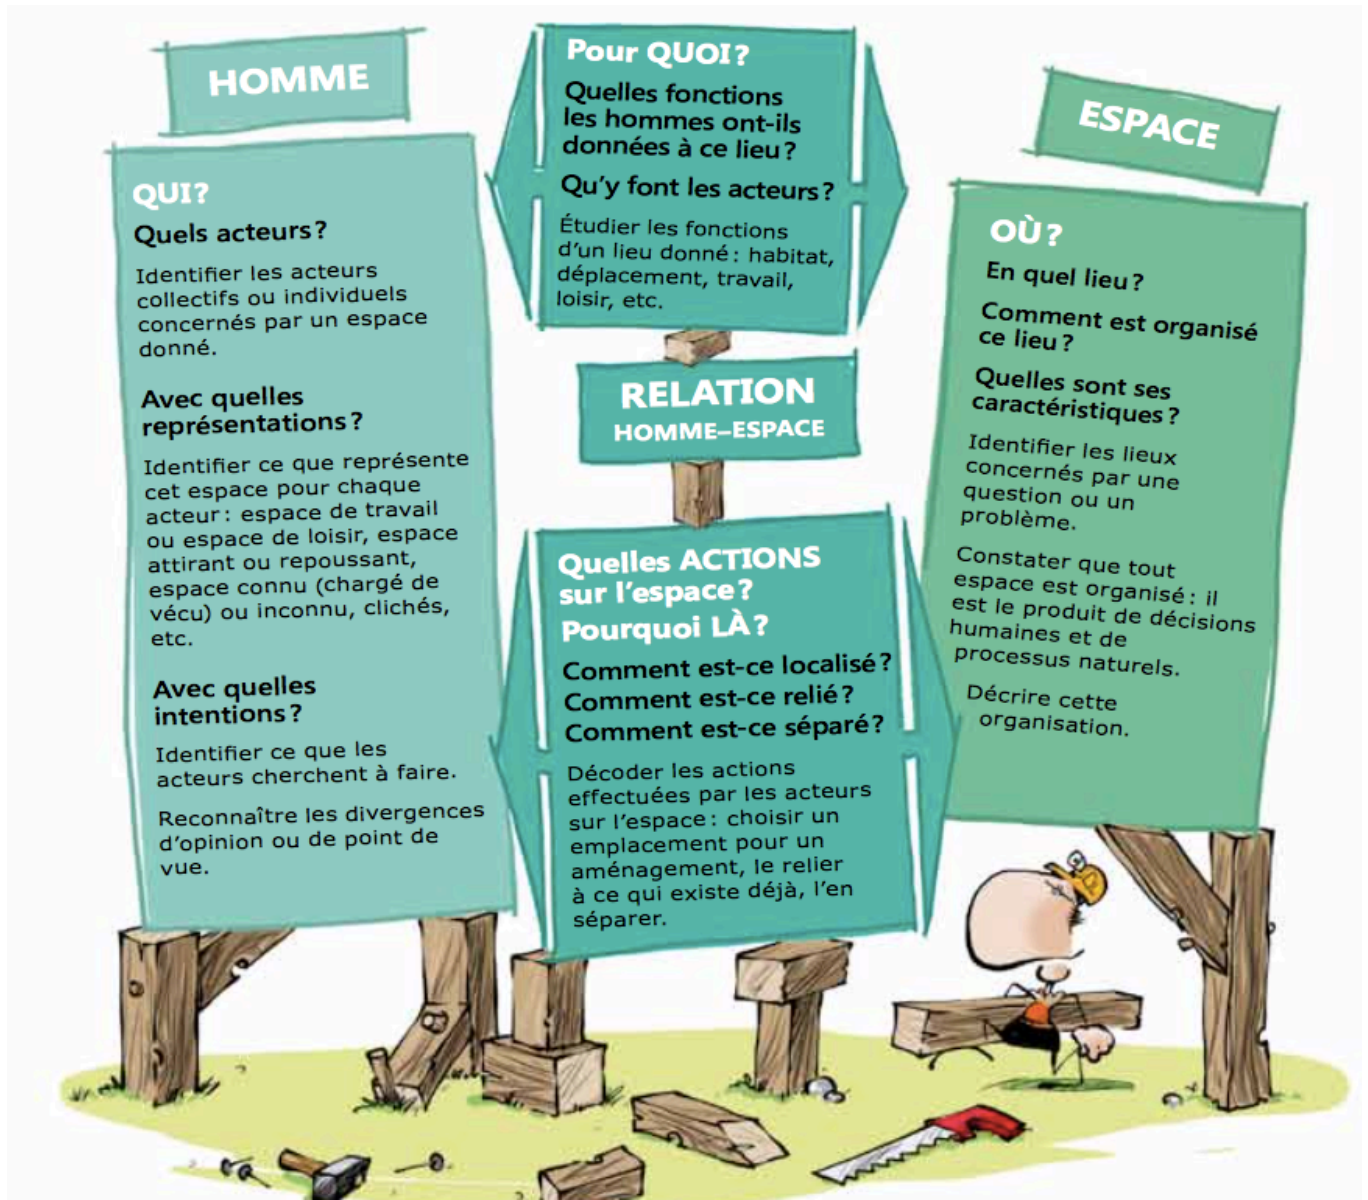 HOMME
QUI?
Quels acteurs?
Identifier les acteurs
collectifs ou individuels
concernés par un espace
donné.
Avec quelles
représentations?
Identifier ce que représente
cet espace pour chaque
acteur: espace de travail
ou espace de loisir, espace
attirant ou repoussant,
espace connu (chargé de
vécu) ou inconnu, clichés,
etc.
Avec quelles
intentions?
Identifier ce que les
acteurs cherchent à faire.
Reconnaître les divergences
d'opinion ou de point de
vue.
Pour QUOI?
Quelles fonctions
les hommes ont-ils
données à ce lieu?
Qu'y font les acteurs?
Étudier les fonctions
d'un lieu donné: habitat,
déplacement, travail,
loisir, etc.
RELATION
HOMME–ESPACE
Quelles ACTIONS
sur l'espace?
Pourquoi LÀ?
Comment est-ce localisé?
Comment est-ce relié?
Comment est-ce séparé?
Décoder les actions
effectuées par les acteurs
sur l'espace: choisir un
emplacement pour un
aménagement, le relier
à ce qui existe déjà, l'en
séparer.
ESPACE
OÙ?
En quel lieu?
Comment est organisé
ce lieu?
Quelles sont ses
caractéristiques?
Identifier les lieux
concernés par une
question ou un
problème.
Constater que tout
espace est organisé: il
est le produit de décisions
humaines et de
processus naturels.
Décrire cette
organisation.